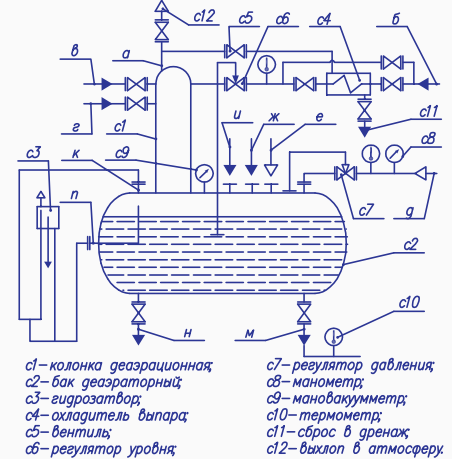 с12
с5 с6 с4 б
в а
с11
г с1 и ж е с8
с3 к с9
п с7 д
с2
с10
н м
с1 – колонка деаэрационная;
с2 – бак деаэраторный;
с3 – гидрозатвор;
с4 – охладитель выпара;
с5 – вентиль;
с6 – регулятор уровня;
с7 – регулятор давления;
с8 – манометр;
с9 – мановакуумметр;
с10 – термометр;
с11 – сброс в дренаж;
с12 – выхлоп в атмосферу.